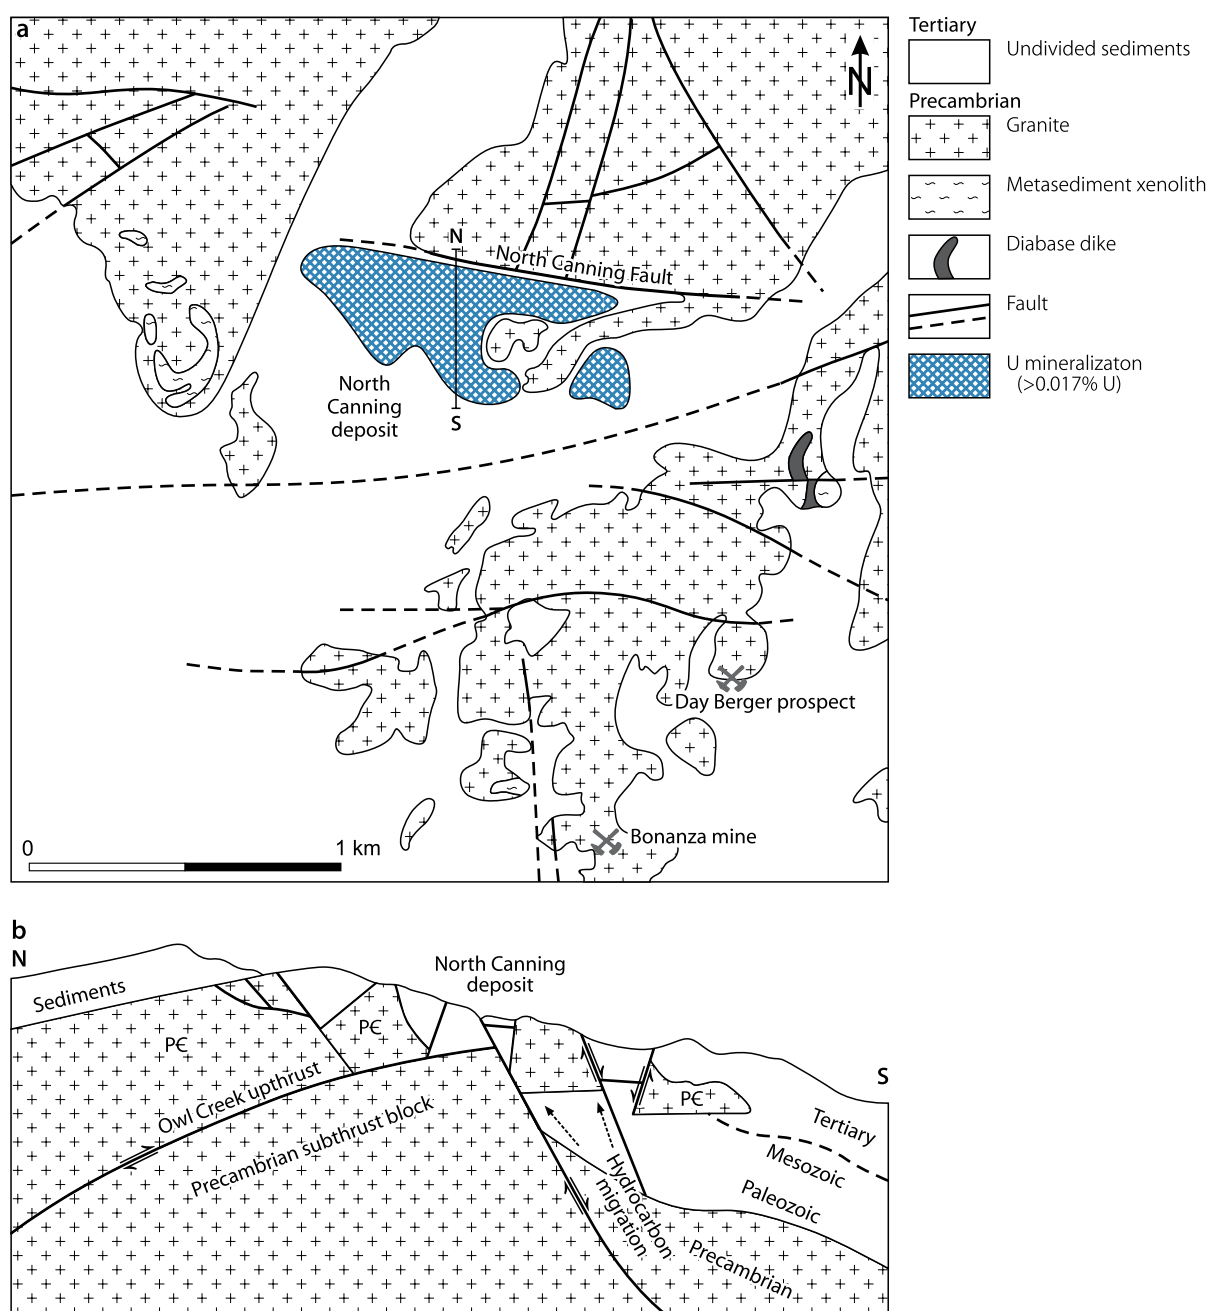 a
N
N
North Canning Fault
North
Canning
deposit
S
Day Berger prospect
Bonanza mine
0
1 km
Tertiary
Undivided sediments
Precambrian
Granite
Metasediment xenolith
Diabase dike
Fault
U mineralizaton
(>0.017% U)
b
N
North Canning
deposit
Sediments
PЄ
PЄ
PЄ
S
Owl Creek upthrust
Precambrian subthrust block
Hydrocarbon
migration
Tertiary
Mesozoic
Paleozoic
Precambrian